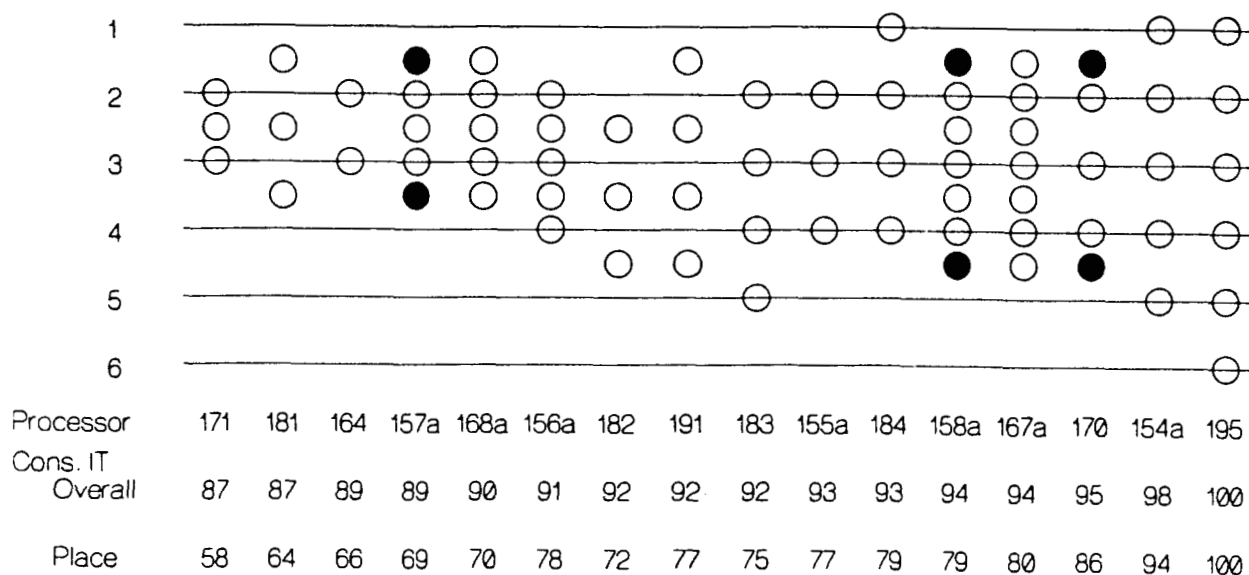 1
2
3
4
5
6
Processor 171 181 164 157a 168a 156a 182 191 183 155a 184 158a 167a 170 154a 195
Cons. IT
Overall 87 87 89 89 90 91 92 92 92 93 93 94 94 95 98 100
Place 58 64 66 69 70 78 72 77 75 77 79 79 80 86 94 100